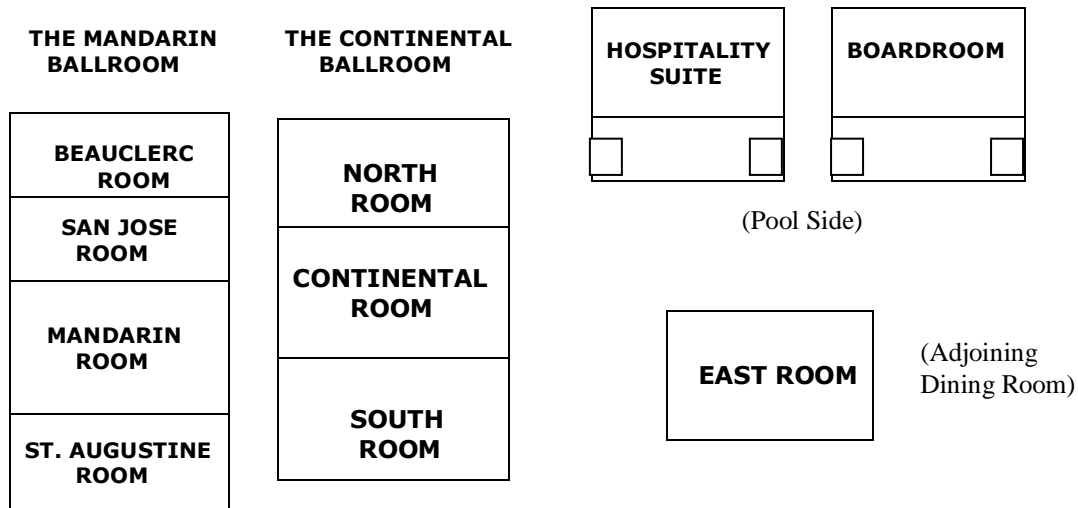 THE MANDARIN
BALLROOM
BEAUCLERC
ROOM
SAN JOSE
ROOM
MANDARIN
ROOM
ST. AUGUSTINE
ROOM
THE CONTINENTAL
BALLROOM
NORTH
ROOM
CONTINENTAL
ROOM
SOUTH
ROOM
HOSPITALITY
SUITE
BOARDROOM
(Pool Side)
EAST ROOM
(Adjoining
Dining Room)